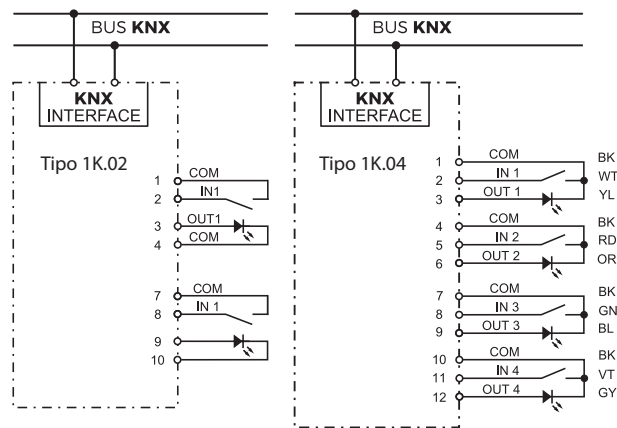 BUS KNX
KNX
INTERFACE
Tipo 1K.02
1 COM
2 IN1
3 OUT1
4 COM
7 COM
8 IN 1
9
10
BUS KNX
KNX
INTERFACE
Tipo 1K.04
1 COM BK
2 IN 1 WT
3 OUT 1 YL
4 COM BK
5 IN 2 RD
6 OUT 2 OR
7 COM BK
8 IN 3 GN
9 OUT 3 BL
10 COM BK
11 IN 4 VT
12 OUT 4 GY